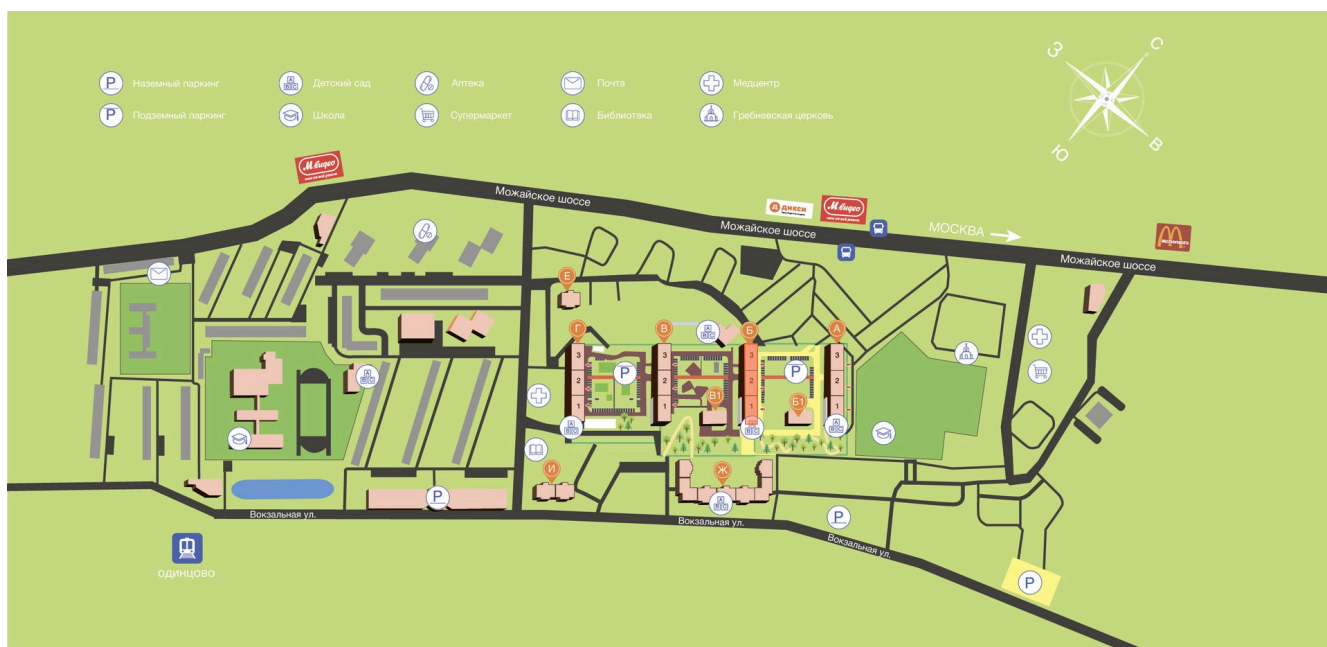 Р Наземный паркинг
A B C Детский сад
Аптека
Почта
Медцентр
Р Подземный паркинг
Школа
Супермаркет
Библиотека
Гребневская церковь
С
З
В
Ю
М.видео
Можайское шоссе
Д ДИКСИ
М.видео
Можайское шоссе
МОСКВА
McDonald's
Можайское шоссе
Е
Г
В
A B C
Б
А
3
3
3
3
Р
Р
2
2
2
2
A B C
1
1
1
1
В1
Б1
A B C
A B C
A B C
И
Ж
A B C
Р
Р
Вокзальная ул.
Вокзальная ул.
Вокзальная ул.
ОДИНЦОВО
Р